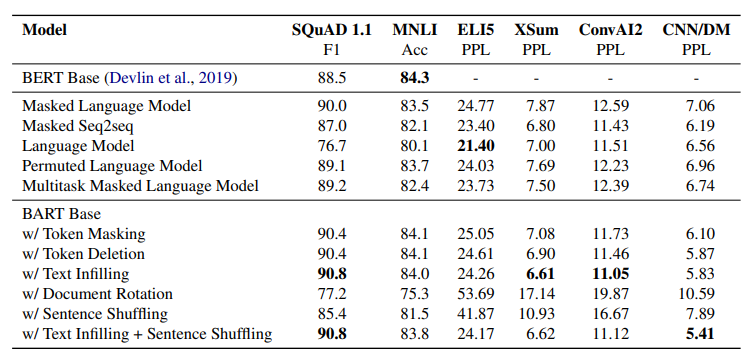 Model SQuAD 1.1 MNLI ELI5 XSum ConvAI2 CNN/DM
F1 Acc PPL PPL PPL PPL
BERT Base (Devlin et al., 2019) 88.5 84.3 - - - -
Masked Language Model 90.0 83.5 24.77 7.87 12.59 7.06
Masked Seq2seq 87.0 82.1 23.40 6.80 11.43 6.19
Language Model 76.7 80.1 21.40 7.00 11.51 6.56
Permuted Language Model 89.1 83.7 24.03 7.69 12.23 6.96
Multitask Masked Language Model 89.2 82.4 23.73 7.50 12.39 6.74
BART Base
w/ Token Masking 90.4 84.1 25.05 7.08 11.73 6.10
w/ Token Deletion 90.4 84.1 24.61 6.90 11.46 5.87
w/ Text Infilling 90.8 84.0 24.26 6.61 11.05 5.83
w/ Document Rotation 77.2 75.3 53.69 17.14 19.87 10.59
w/ Sentence Shuffling 85.4 81.5 41.87 10.93 16.67 7.89
w/ Text Infilling + Sentence Shuffling 90.8 83.8 24.17 6.62 11.12 5.41